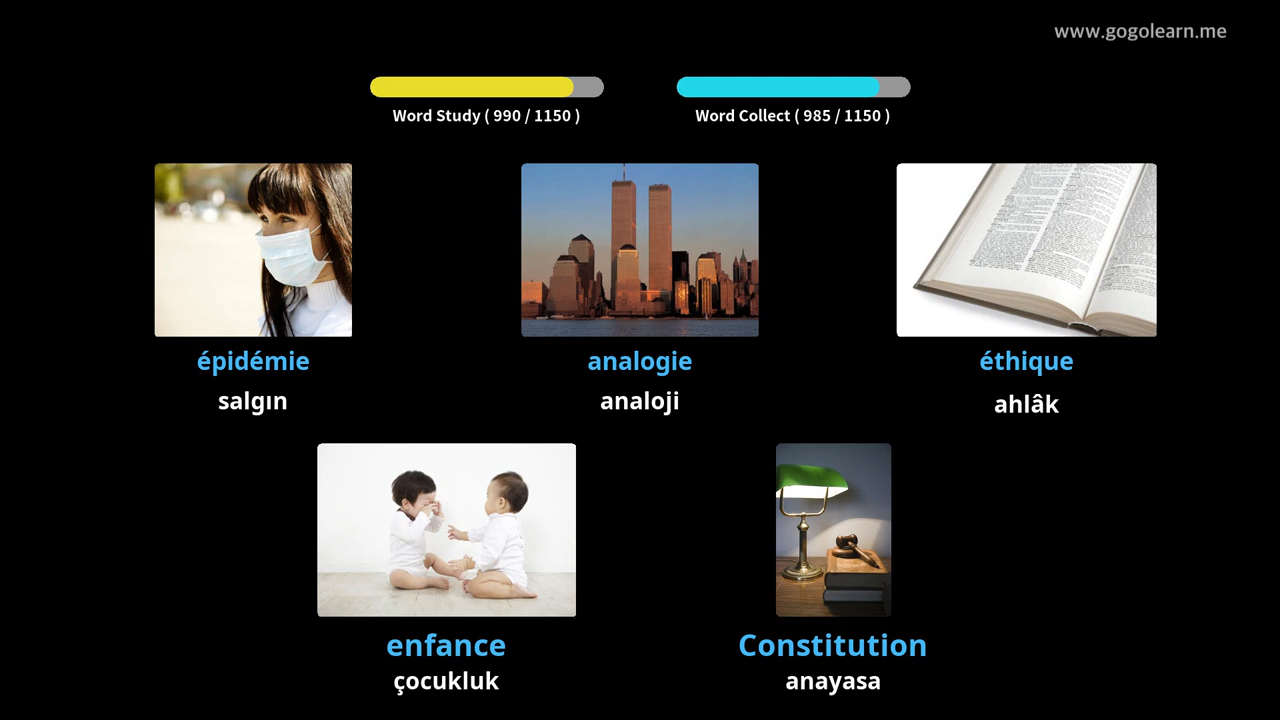 www.gogolearn.me
Word Study ( 990 / 1150 )
Word Collect ( 985 / 1150 )
épidémie
analogie
éthique
salgın
analoji
ahlâk
enfance
Constitution
çocukluk
anayasa